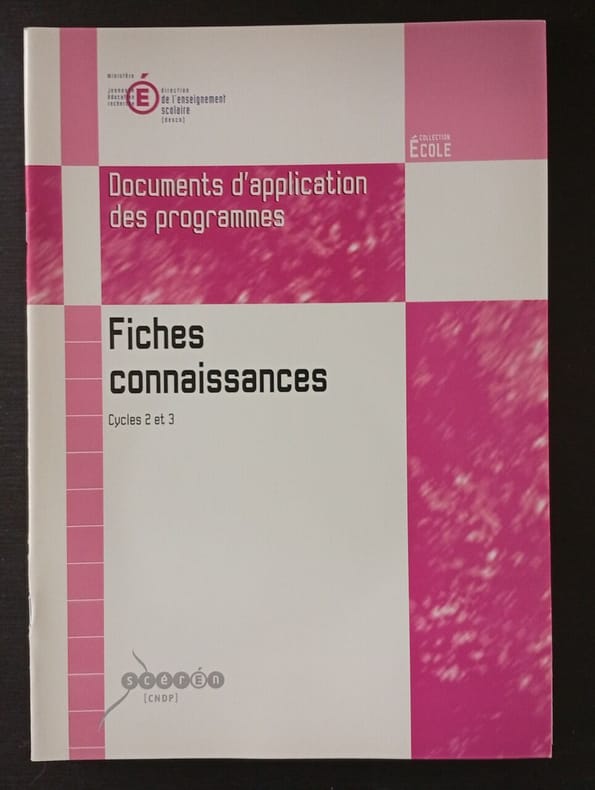 ministère
jeunesse
éducation
recherche
É
direction
de l'enseignement
scolaire
[desco]
COLLECTION
ÉCOLE
Documents d'application
des programmes
Fiches
connaissances
Cycles 2 et 3
scérÉn
[CNDP]